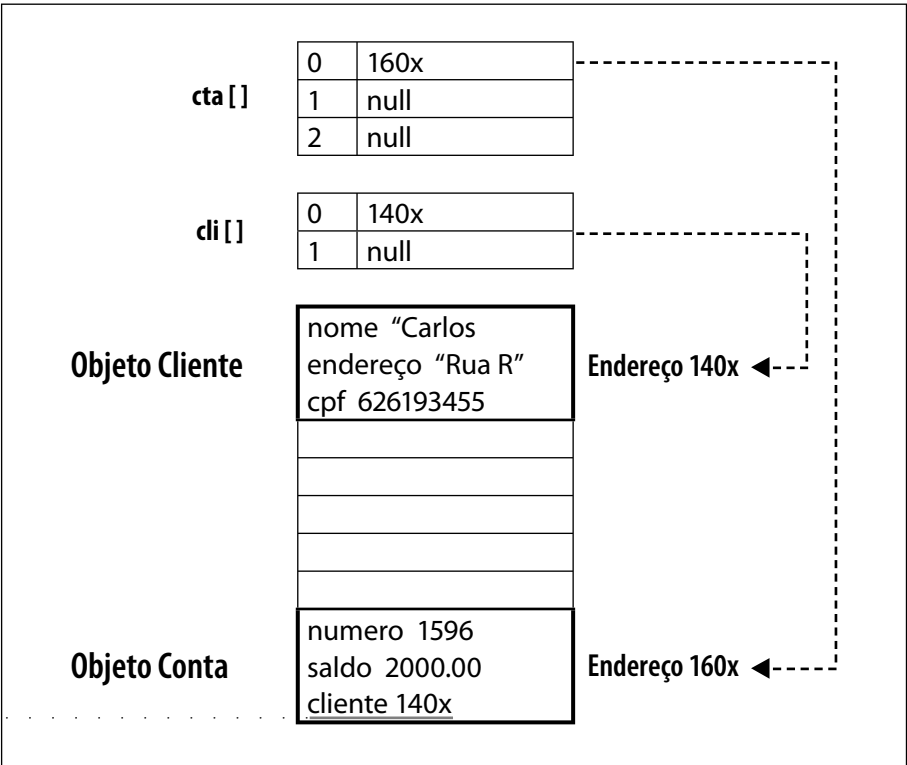 cta [ ]
0 160x
1 null
2 null
cli [ ]
0 140x
1 null
Objeto Cliente
nome “Carlos
endereço “Rua R”
cpf 626193455
Endereço 140x
Objeto Conta
numero 1596
saldo 2000.00
cliente 140x
Endereço 160x